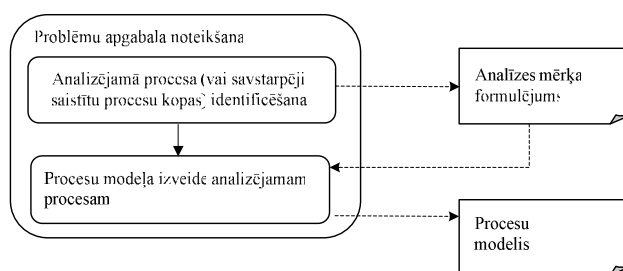 Problēmu apgabala noteikšana
Analizējamā procesa (vai savstarpēji
saistītu procesu kopas) identificēšana
Analīzes mērķa
formulējums
Procesu modeļa izveide analizējamam
procesam
Procesu
modelis